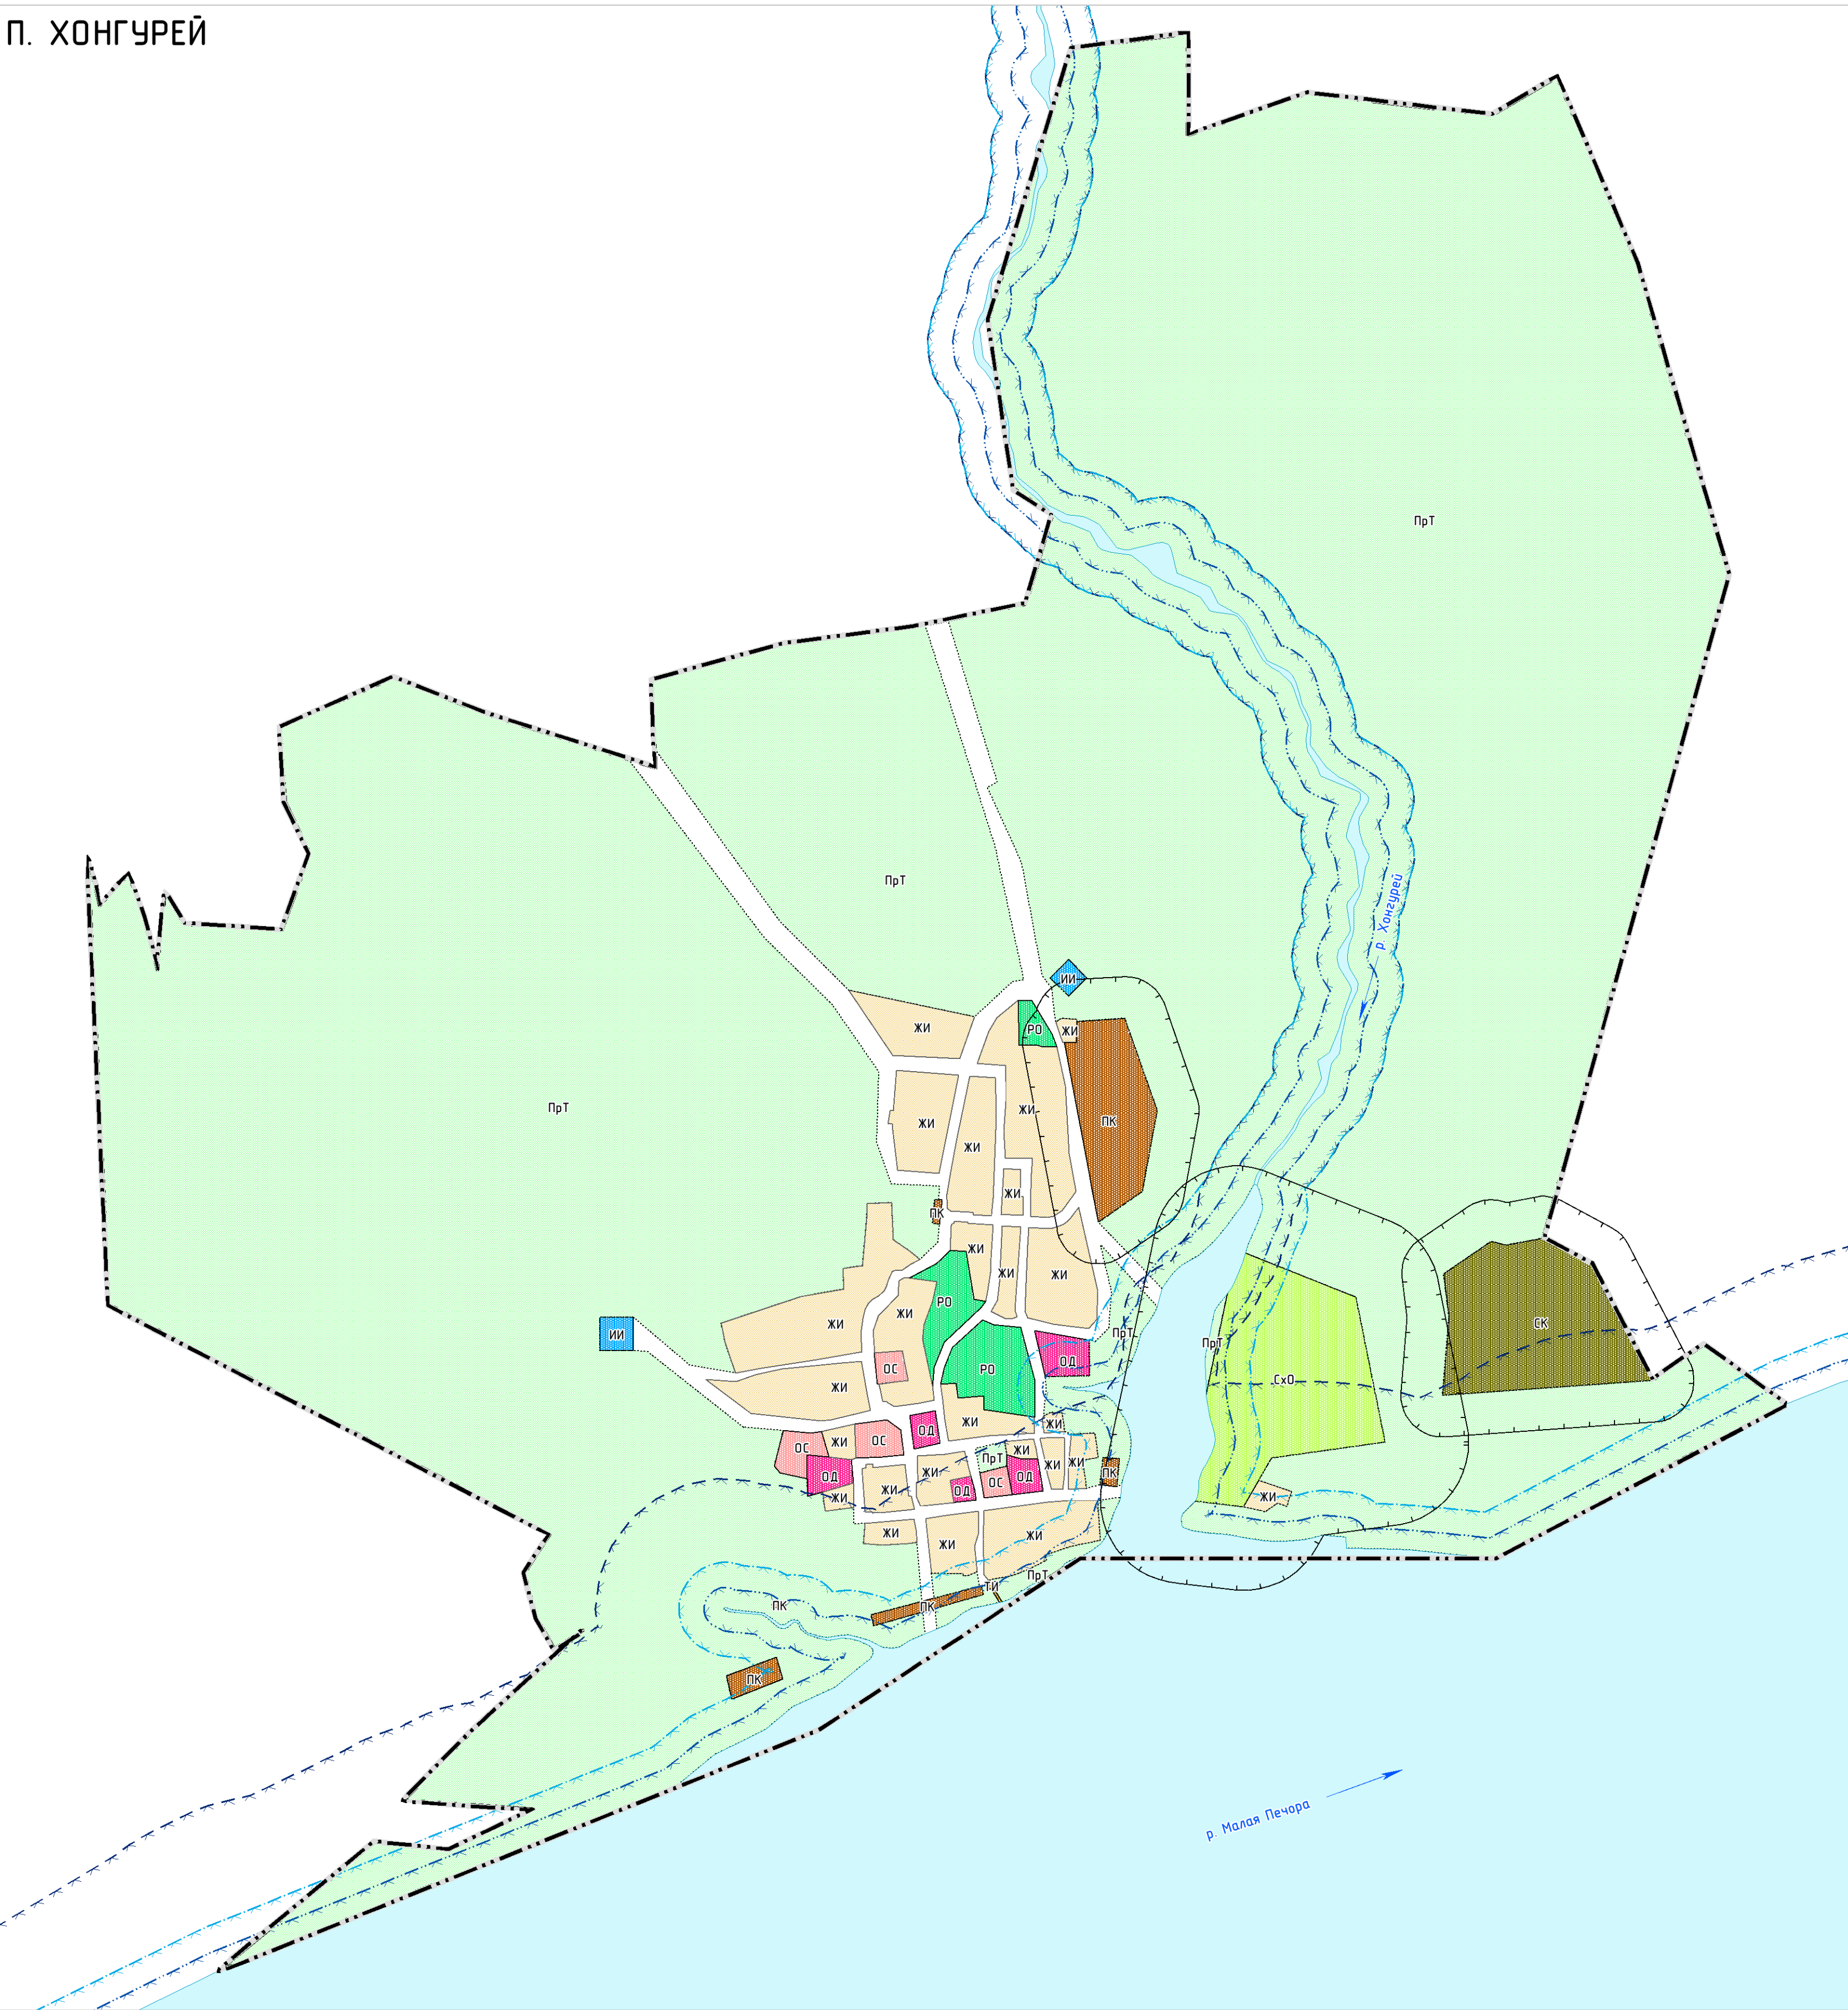 П. ХОНГУРЕЙ
ПрТ
ПрТ
р. Хонгурей
ИИ
ЖИ
РО
ЖИ
ПрТ
ЖИ
ПК
ЖИ
ЖИ
ЖИ
ПК
ЖИ
ЖИ
ЖИ
РО
ЖИ
ЖИ
СК
ИИ
ПрТ
ПрТ
ОС
РО
ОД
СхО
ЖИ
ЖИ
ЖИ
ОД
ОС
ЖИ
ОС
ЖИ
ПрТ
ЖИ
ЖИ
ЖИ
ПК
ОД
ЖИ
ОС
ОД
ЖИ
ЖИ
ОД
ЖИ
ЖИ
ЖИ
ЖИ
ПрТ
ТИ
ПК
ПК
ПК
р. Малая Печора